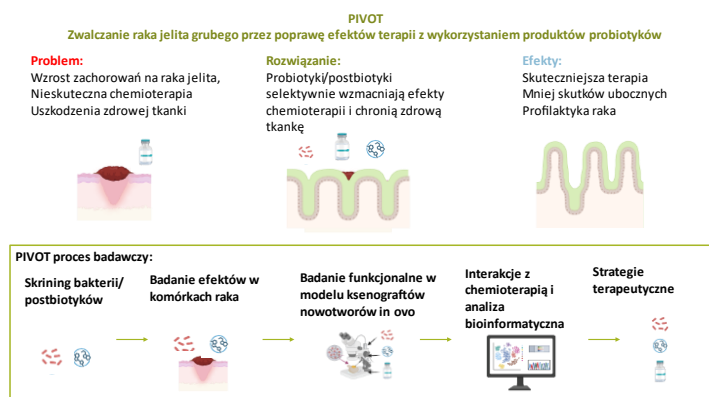 PIVOT
Zwalczanie raka jelita grubego przez poprawę efektów terapii z wykorzystaniem produktów probiotyków
Problem:
Wzrost zachorowań na raka jelita,
Nieskuteczna chemioterapia
Uszkodzenia zdrowej tkanki
Rozwiązanie:
Probiotyki/postbiotyki
selektywnie wzmacniają efekty
chemioterapii i chronią zdrową
tkankę
Efekty:
Skuteczniejsza terapia
Mniej skutków ubocznych
Profilaktyka raka
PIVOT proces badawczy:
Skrining bakterii/
postbiotyków
Badanie efektów w
komórkach raka
Badanie funkcjonalne w
modelu ksenograftów
nowotworów in ovo
Interakcje z
chemioterapią i
analiza
bioinformatyczna
Strategie
terapeutyczne